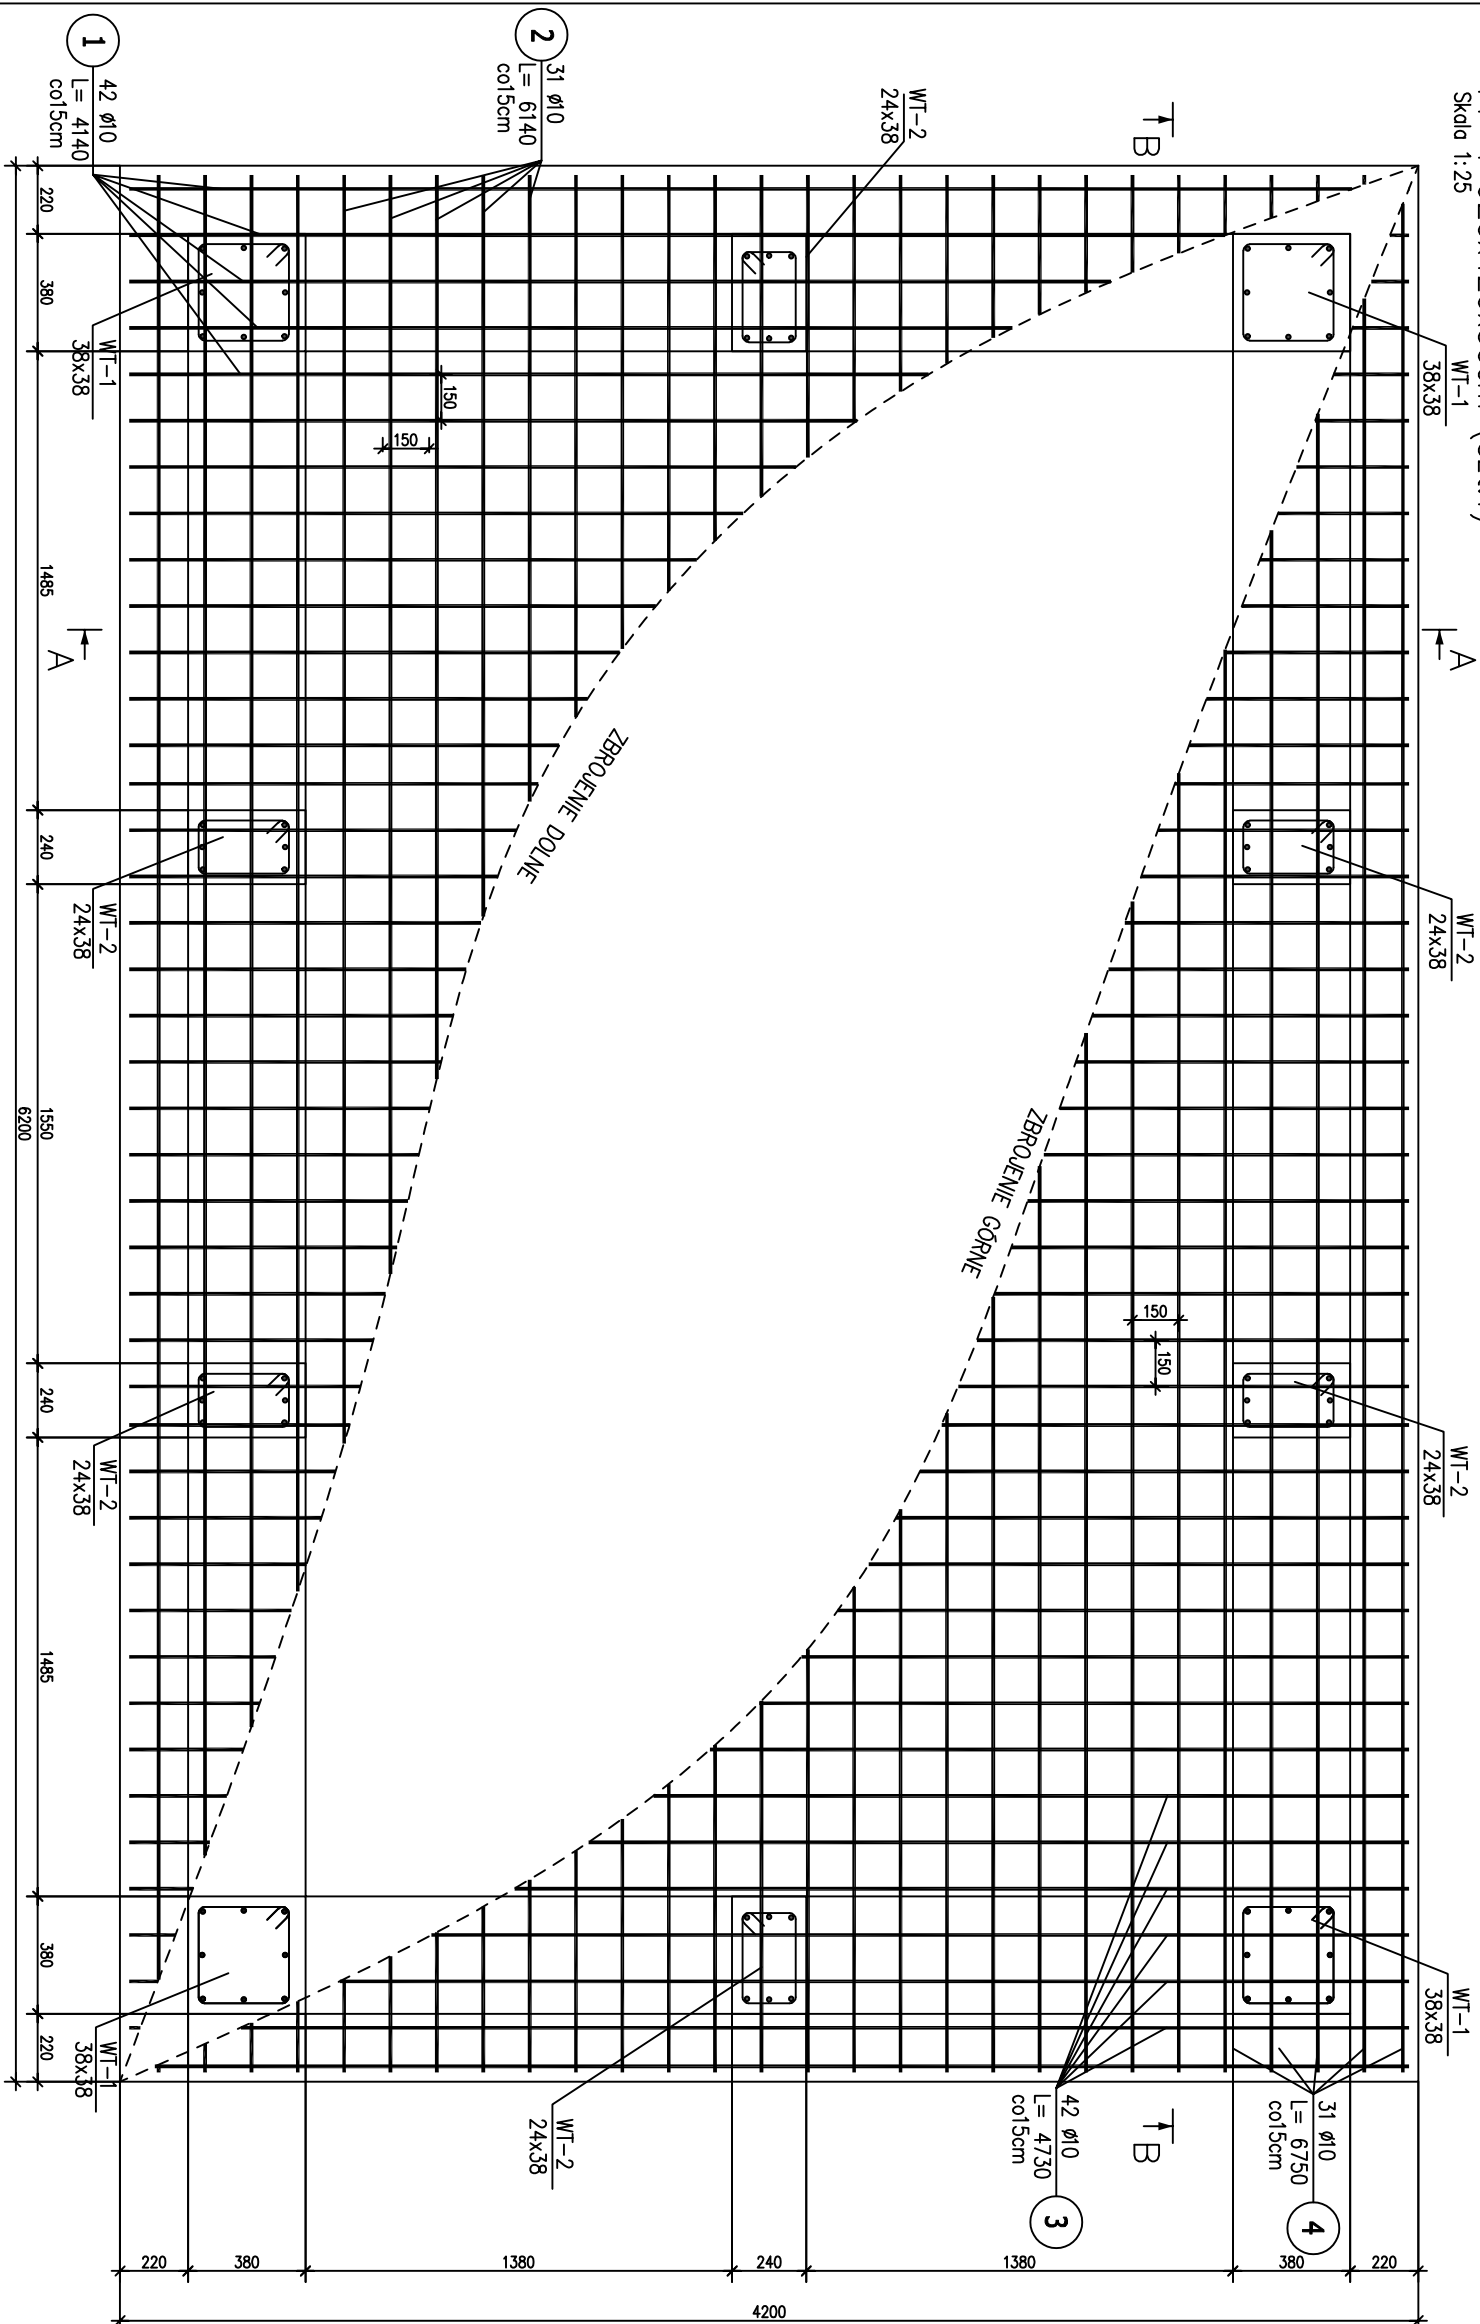 Skala 1:25
1
42 ø10
L= 4140
co15cm
2
31 ø10
L= 6140
co15cm
WT-2
24x38
B
WT-1
38x38
WT-1
38x38
150
150
A
A
ZBROJENIE DOLNE
WT-2
24x38
WT-2
24x38
ZBROJENIE GÓRNE
150
150
WT-2
24x38
WT-2
24x38
WT-1
38x38
WT-2
24x38
WT-1
38x38
B
3
42 ø10
L= 4730
co15cm
4
31 ø10
L= 6750
co15cm
220
380
1485
240
1550
240
1485
380
220
6200
220
380
1380
240
1380
380
220
4200